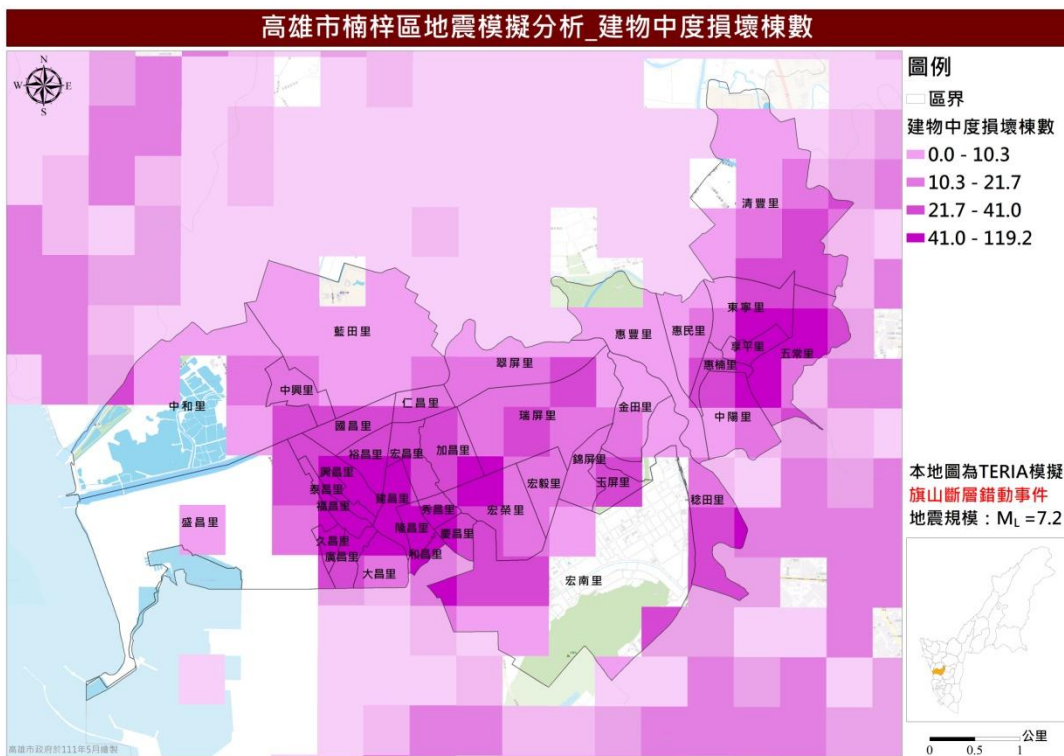 高雄市楠梓區地震模擬分析_建物中度損壞棟數
N
W
E
S
圖例
區界
建物中度損壞棟數
0.0 - 10.3
10.3 - 21.7
21.7 - 41.0
41.0 - 119.2
清豐里
東寧里
惠豐里
惠民里
享平里
五常里
惠楠里
藍田里
翠屏里
中興里
仁昌里
中和里
金田里
瑞屏里
中陽里
國昌里
裕昌里
宏昌里
加昌里
錦屏里
興昌里
泰昌里
建昌里
宏毅里
玉屏里
福昌里
秀昌里
宏榮里
稔田里
盛昌里
隆昌里
慶昌里
久昌里
廣昌里
和昌里
大昌里
宏南里
本地圖為TERIA模擬
旗山斷層錯動事件
地震規模：ML =7.2
公里
0 0.5 1
高雄市政府於111年5月繪製